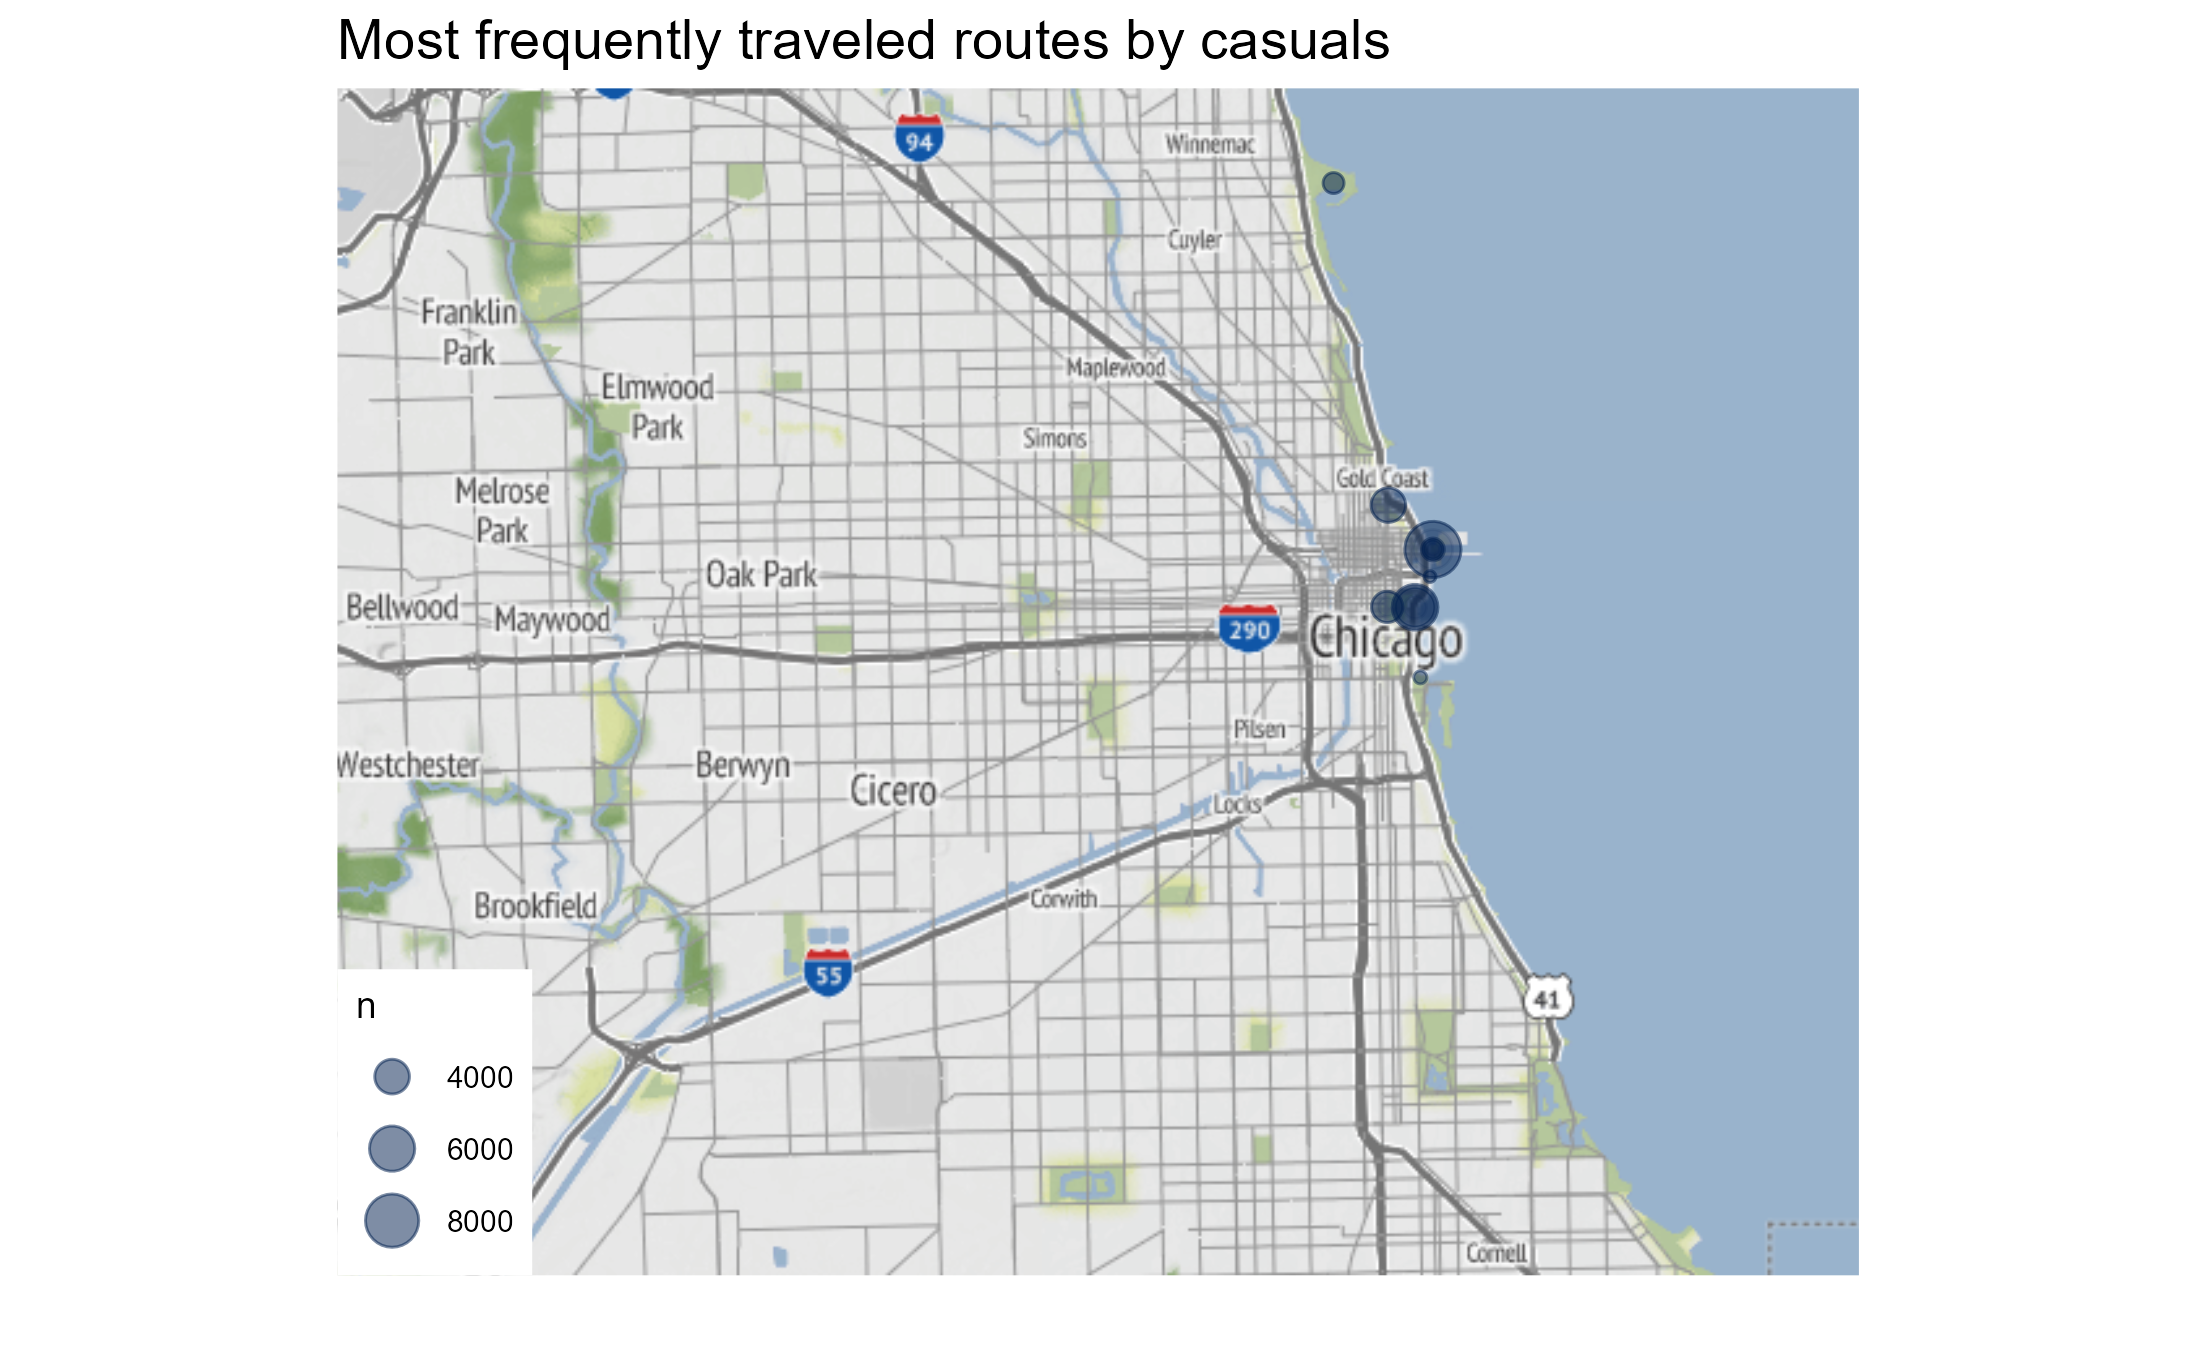 Most frequently traveled routes by casuals
94
Winnemac
Cuyler
Franklin
Park
Maplewood
Elmwood
Park
Simons
Gold Coast
Melrose
Park
Oak Park
Bellwood
Maywood
290
Chicago
Pilsen
Westchester
Berwyn
Cicero
Locks
Corwith
Brookfield
55
41
n
4000
6000
8000
Cornell